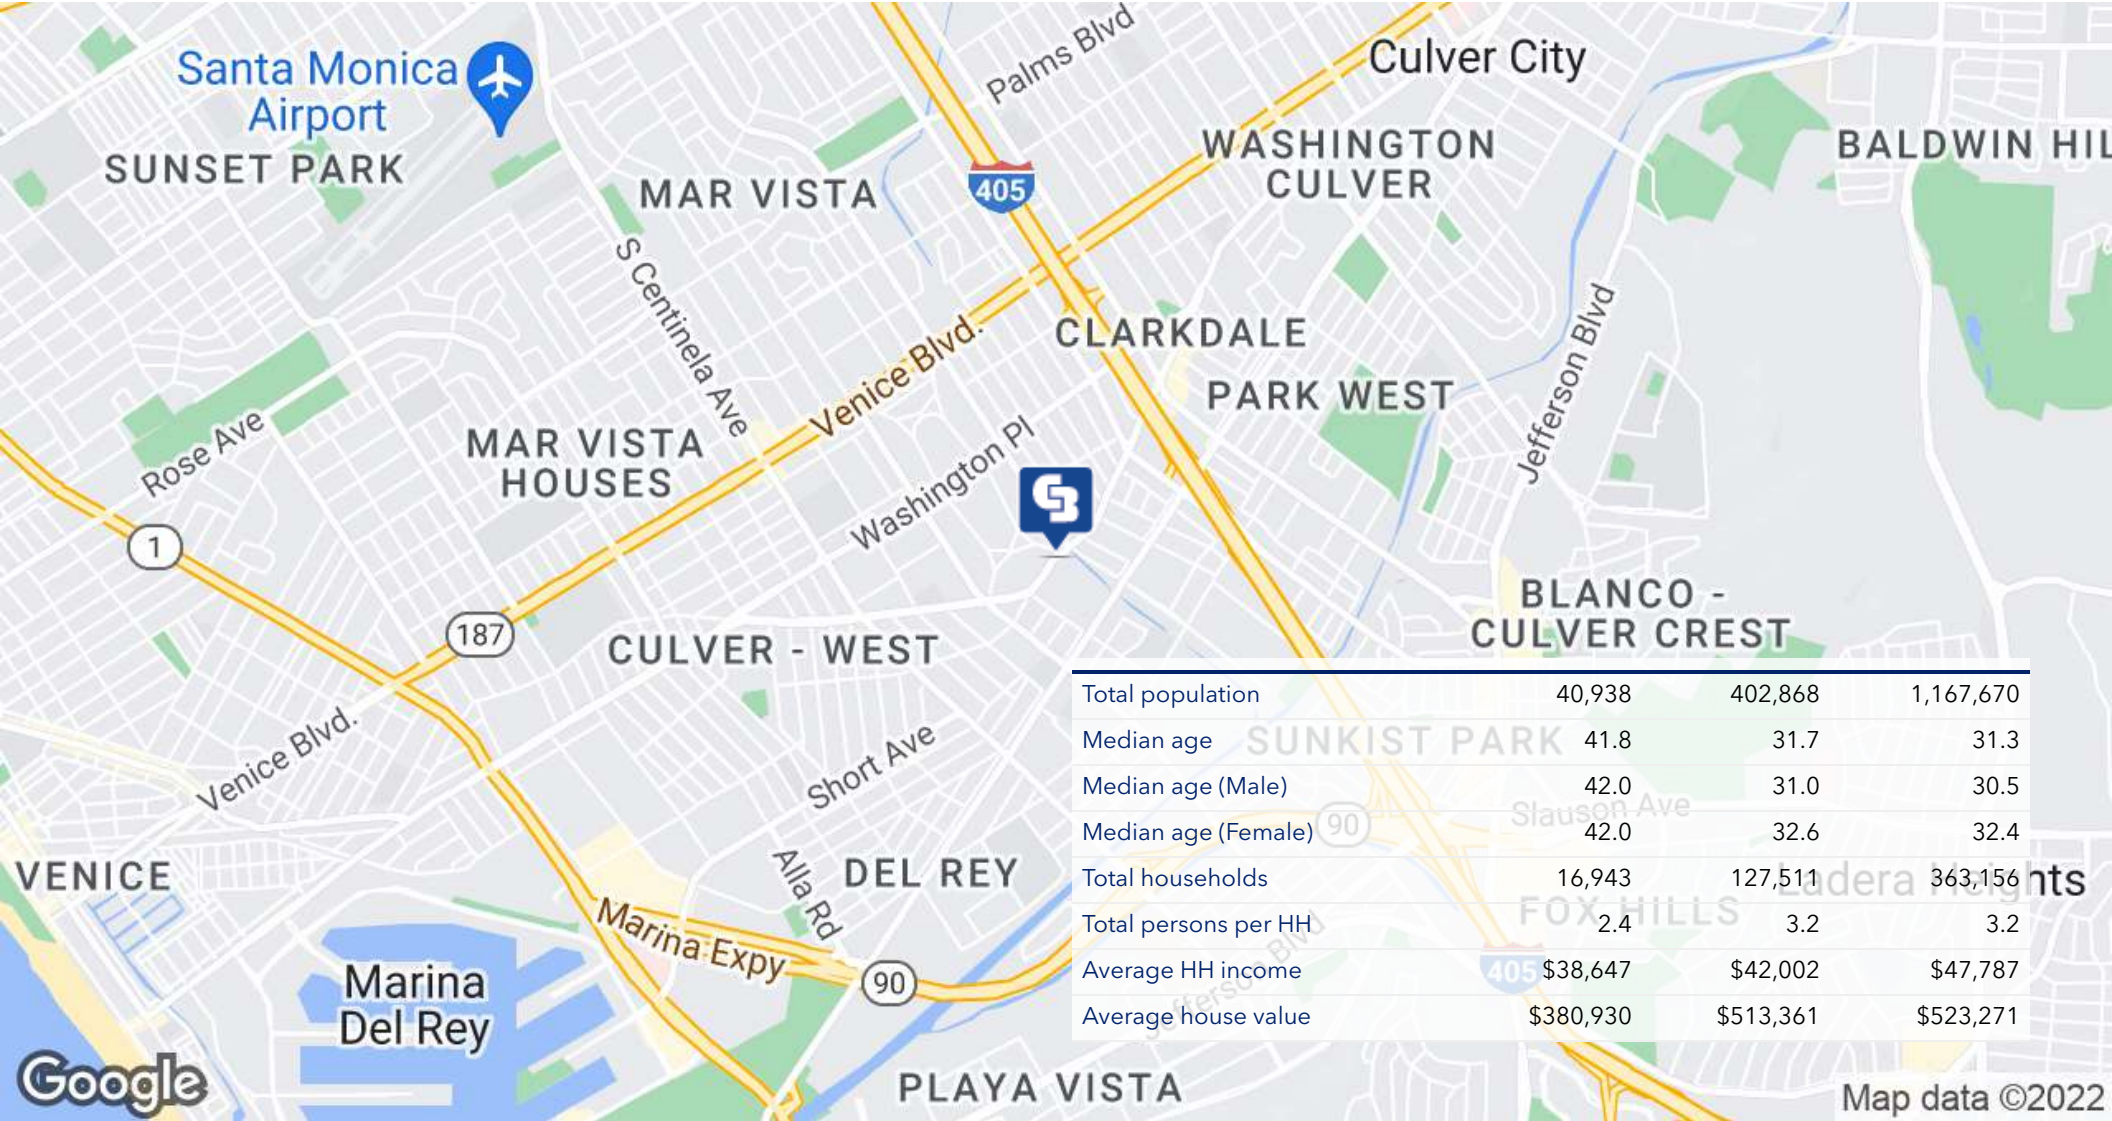 Palms Blvd
Culver City
Santa Monica
Airport
WASHINGTON
CULVER
BALDWIN HIL
SUNSET PARK
MAR VISTA
405
S Centinela Ave
Jefferson Blvd
CLARKDALE
Venice Blvd.
PARK WEST
Rose Ave
MAR VISTA
HOUSES
Washington Pl
CB
1
BLANCO -
CULVER CREST
187
CULVER - WEST
Venice Blvd.
Short Ave
Total population 40,938 402,868 1,167,670
SUNKIST PARK
Median age 41.8 31.7 31.3
Median age (Male) 42.0 31.0 30.5
Slauson Ave
90
Median age (Female) 42.0 32.6 32.4
Total households 16,943 127,511 363,156
Ladera Heights
FOX HILLS
Total persons per HH 2.4 3.2 3.2
Jefferson Blvd
405
Average HH income $38,647 $42,002 $47,787
Average house value $380,930 $513,361 $523,271
VENICE
Alla Rd
DEL REY
Marina Expy
90
Marina
Del Rey
Google
PLAYA VISTA
Map data ©2022